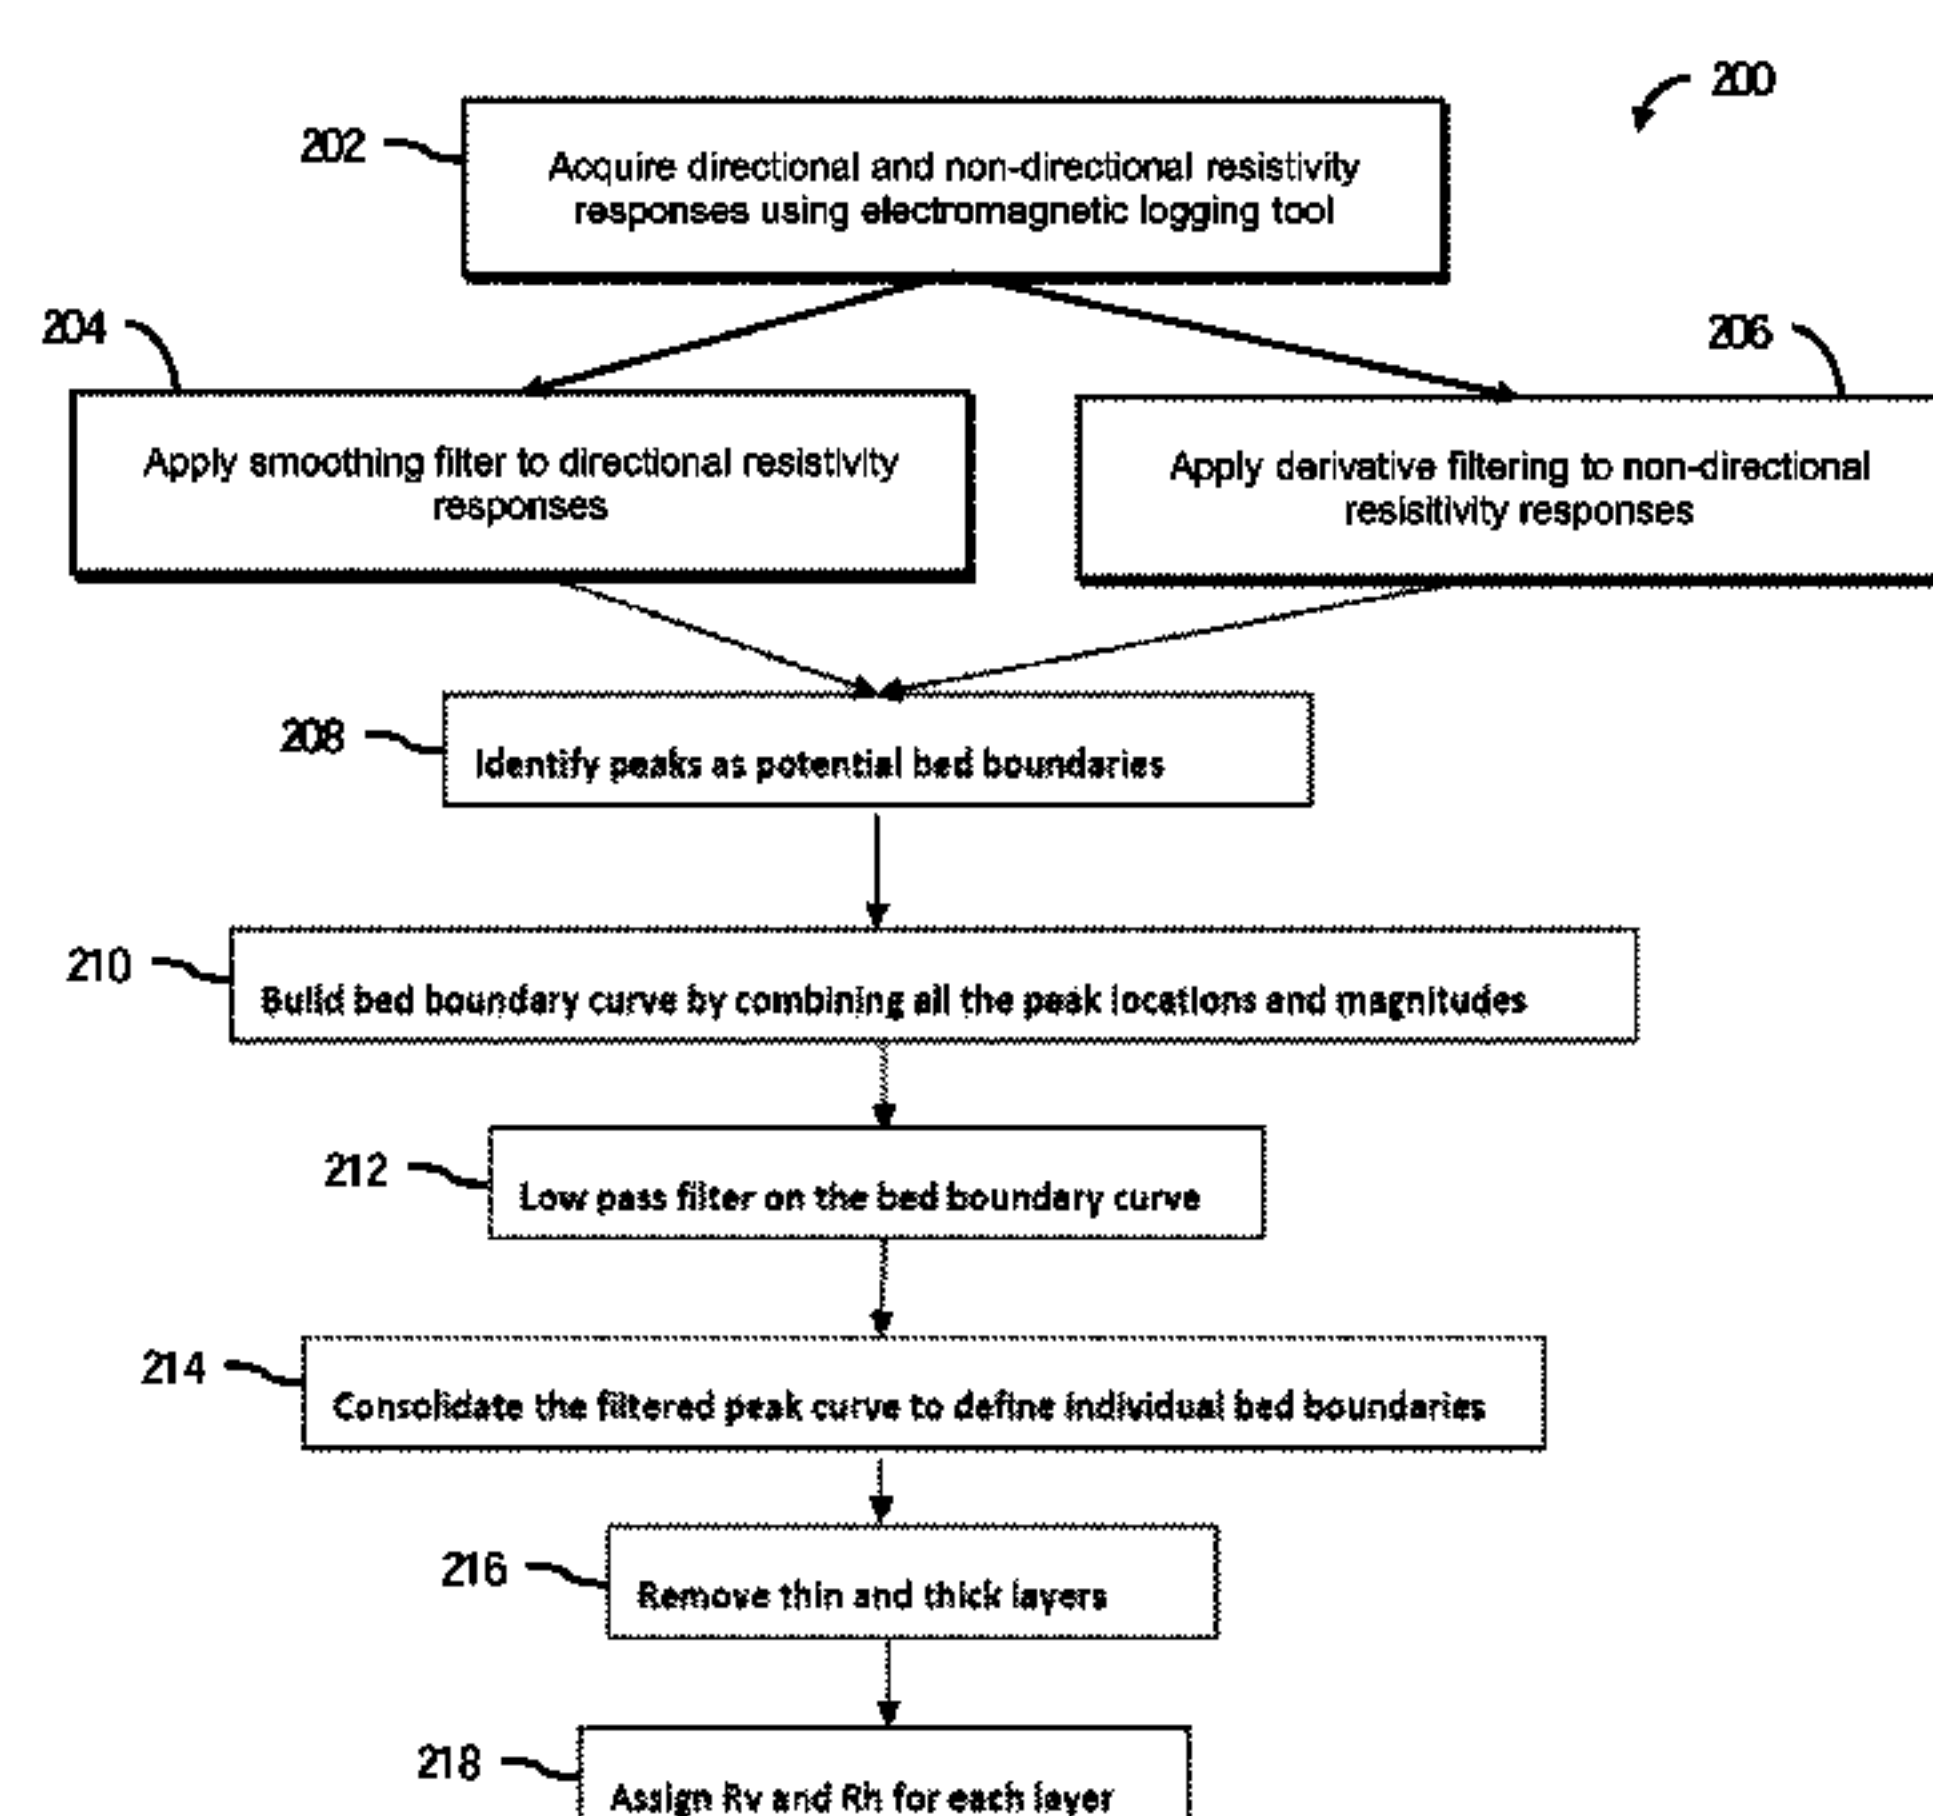 200
202
Acquire directional and non-directional resistivity
responses using electromagnetic logging tool
204
206
Apply smoothing filter to directional resistivity
responses
Apply derivative filtering to non-directional
resisitivity responses
208
Identify peaks as potential bed boundaries
210
Build bed boundary curve by combining all the peak locations and magnitudes
212
Low pass filter on the bed boundary curve
214
Consolidate the filtered peak curve to define individual bed boundaries
216
Remove thin and thick layers
218
Assign Rv and Rh for each layer